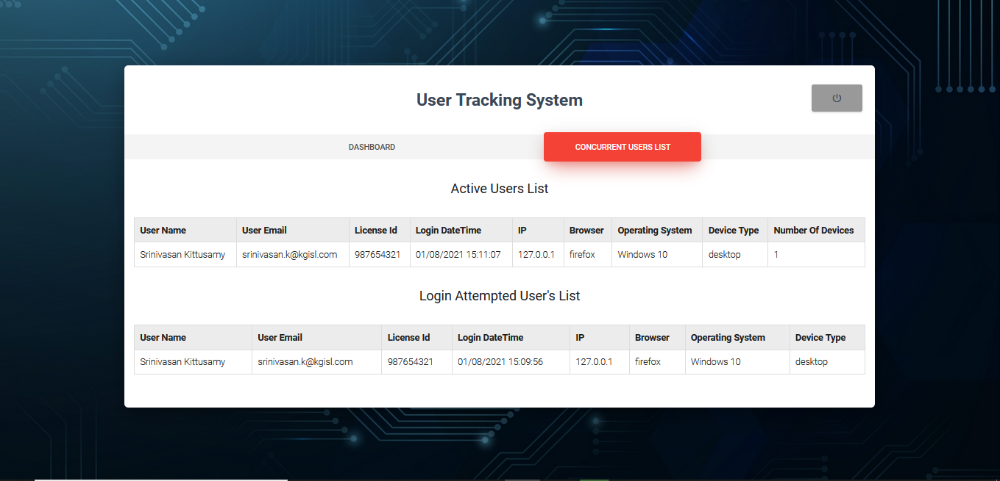 User Tracking System
DASHBOARD CONCURRENT USERS LIST
Active Users List
User Name User Email License Id Login DateTime IP Browser Operating System Device Type Number Of Devices
Srinivasan Kittusamy srinivasan.k@kgisl.com 987654321 01/08/2021 15:11:07 127.0.0.1 firefox Windows 10 desktop 1
Login Attempted User's List
User Name User Email License Id Login DateTime IP Browser Operating System Device Type
Srinivasan Kittusamy srinivasan.k@kgisl.com 987654321 01/08/2021 15:09:56 127.0.0.1 firefox Windows 10 desktop